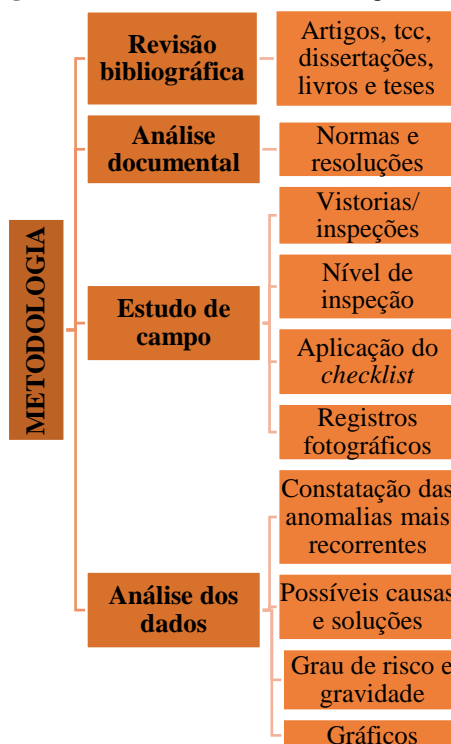 METODOLOGIA
Revisão
bibliográfica
Artigos, tcc,
dissertações,
livros e teses
Análise
documental
Normas e
resoluções
Estudo de
campo
Vistorias/
inspeções
Nível de
inspeção
Aplicação do
checklist
Registros
fotográficos
Análise dos
dados
Constatação das
anomalias mais
recorrentes
Possíveis causas
e soluções
Grau de risco e
gravidade
Gráficos